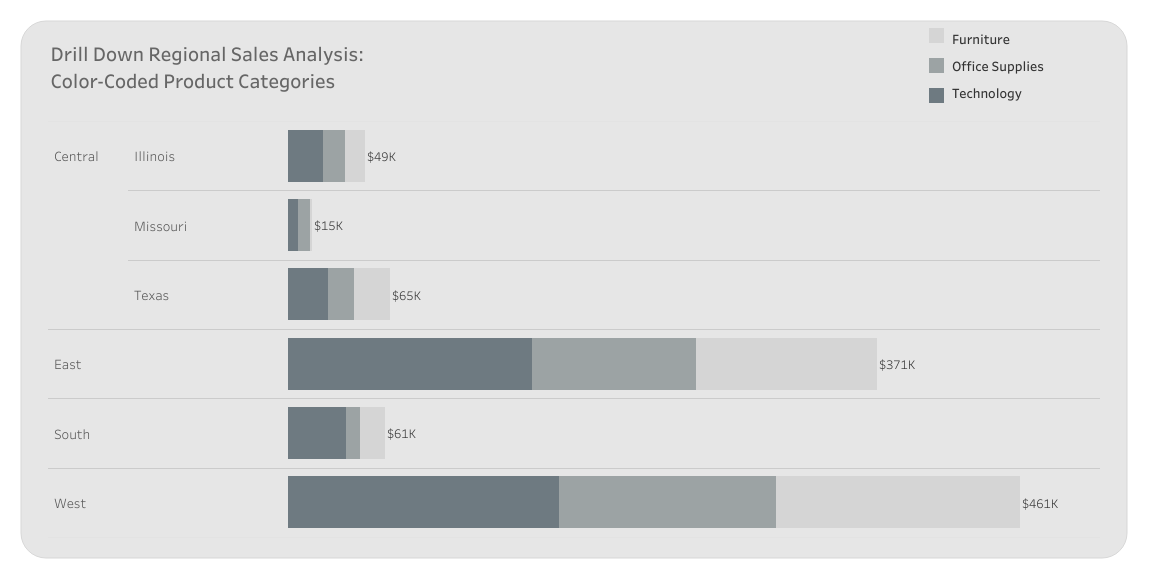 Drill Down Regional Sales Analysis:
Color-Coded Product Categories
Furniture
Office Supplies
Technology
Central Illinois $49K
Missouri $15K
Texas $65K
East $371K
South $61K
West $461K